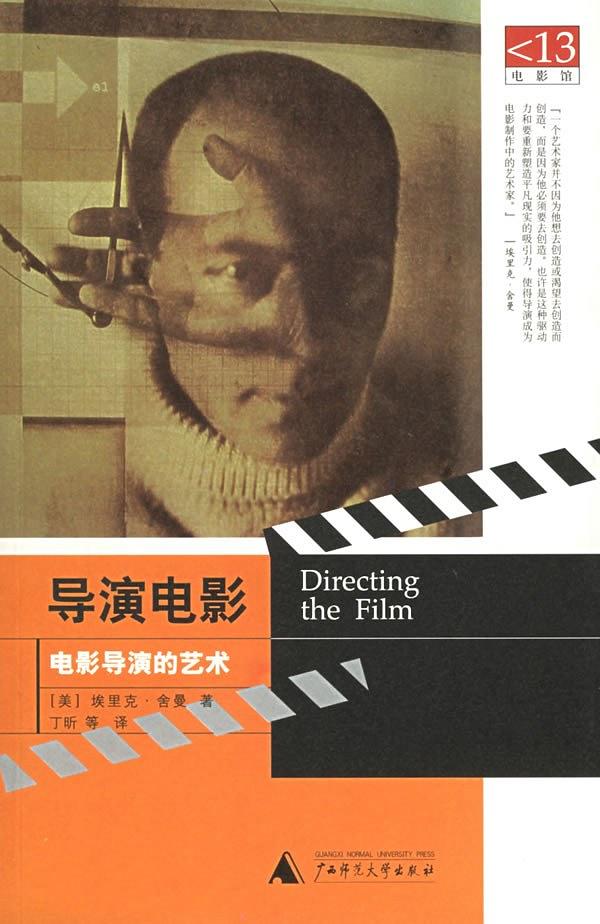 e1
<13
电影馆
「一个艺术家并不因为他想去创造或渴望去创造而
创造，而是因为他必须要去创造。也许是这种驱动
力和要重新塑造平凡现实的吸引力，使得导演成为
电影制作中的艺术家。」 —埃里克·舍曼
导演电影
Directing
the Film
电影导演的艺术
[美] 埃里克·舍曼 著
丁昕 等 译
GUANGXI NORMAL UNIVERSITY PRESS
广西师范大学出版社